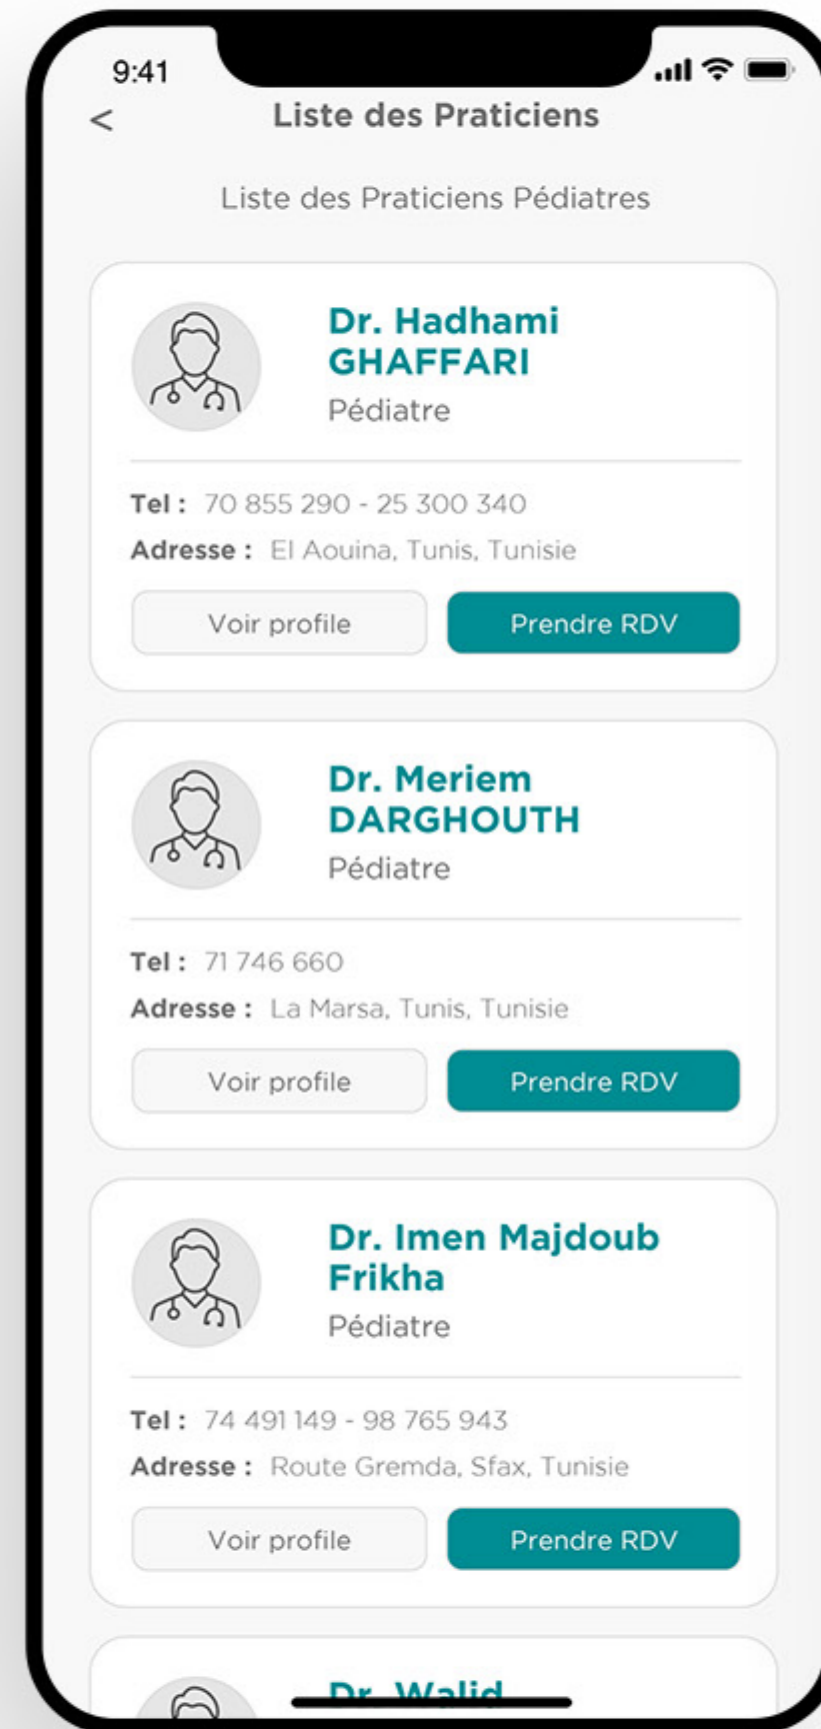 9:41
<
Liste des Praticiens
Liste des Praticiens Pédiatres
Dr. Hadhami
GHAFFARI
Pédiatre
Tel : 70 855 290 - 25 300 340
Adresse : El Aouina, Tunis, Tunisie
Voir profile Prendre RDV
Dr. Meriem
DARGHOUTH
Pédiatre
Tel : 71 746 660
Adresse : La Marsa, Tunis, Tunisie
Voir profile Prendre RDV
Dr. Imen Majdoub
Frikha
Pédiatre
Tel : 74 491 149 - 98 765 943
Adresse : Route Gremda, Sfax, Tunisie
Voir profile Prendre RDV
Dr. Walid